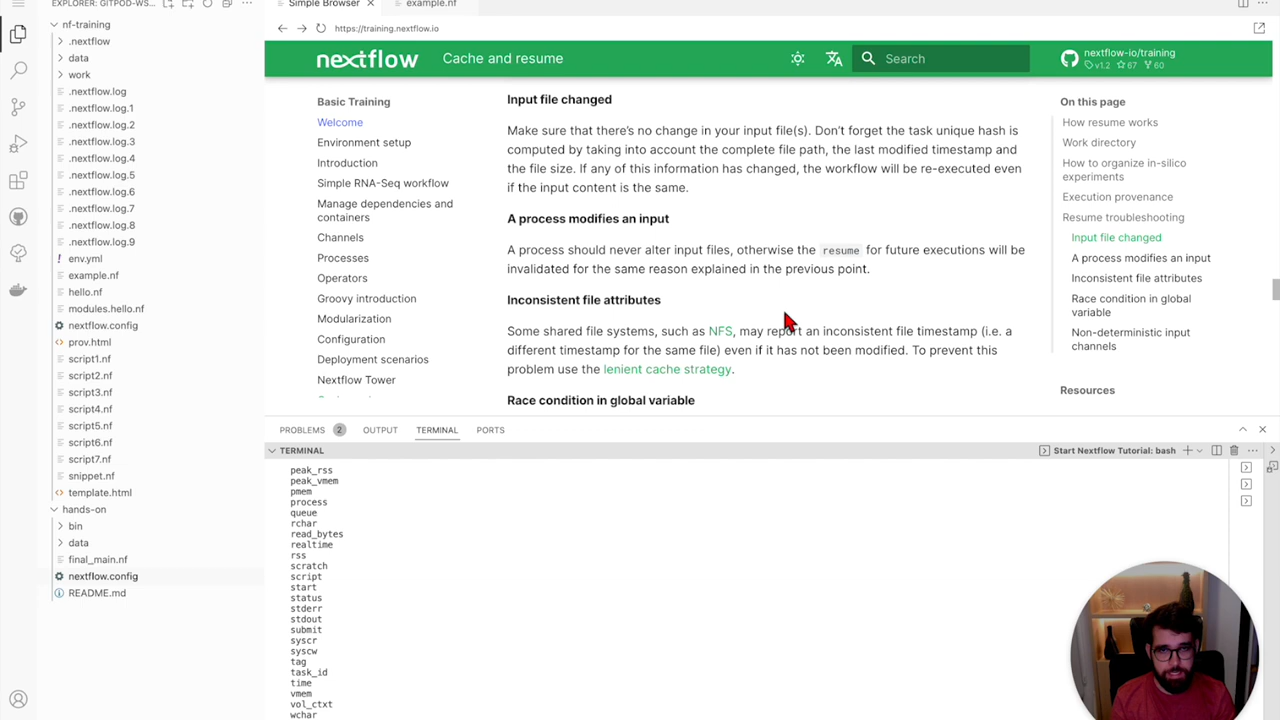 EXPLORER: GITPOD-WS...
nf-training
.nextflow
data
work
.nextflow.log
.nextflow.log.1
.nextflow.log.2
.nextflow.log.3
.nextflow.log.4
.nextflow.log.5
.nextflow.log.6
.nextflow.log.7
.nextflow.log.8
.nextflow.log.9
env.yml
example.nf
hello.nf
modules.hello.nf
nextflow.config
prov.html
script1.nf
script2.nf
script3.nf
script4.nf
script5.nf
script6.nf
script7.nf
snippet.nf
template.html
hands-on
bin
data
final_main.nf
nextflow.config
README.md
Simple Browser
example.nf
https://training.nextflow.io
nextflow
Cache and resume
Search
nextflow-io/training
v1.2 67 60
Basic Training
Welcome
Environment setup
Introduction
Simple RNA-Seq workflow
Manage dependencies and
containers
Channels
Processes
Operators
Groovy introduction
Modularization
Configuration
Deployment scenarios
Nextflow Tower
Input file changed
Make sure that there's no change in your input file(s). Don't forget the task unique hash is
computed by taking into account the complete file path, the last modified timestamp and
the file size. If any of this information has changed, the workflow will be re-executed even
if the input content is the same.
A process modifies an input
A process should never alter input files, otherwise the resume for future executions will be
invalidated for the same reason explained in the previous point.
Inconsistent file attributes
Some shared file systems, such as NFS, may report an inconsistent file timestamp (i.e. a
different timestamp for the same file) even if it has not been modified. To prevent this
problem use the lenient cache strategy.
Race condition in global variable
On this page
How resume works
Work directory
How to organize in-silico
experiments
Execution provenance
Resume troubleshooting
Input file changed
A process modifies an input
Inconsistent file attributes
Race condition in global
variable
Non-deterministic input
channels
Resources
PROBLEMS 2 OUTPUT TERMINAL PORTS
TERMINAL
Start Nextflow Tutorial: bash
peak_rss
peak_vmem
pmem
process
queue
rchar
read_bytes
realtime
rss
scratch
script
start
status
stderr
stdout
submit
syscr
syscw
tag
task_id
time
vmem
vol_ctxt
wchar